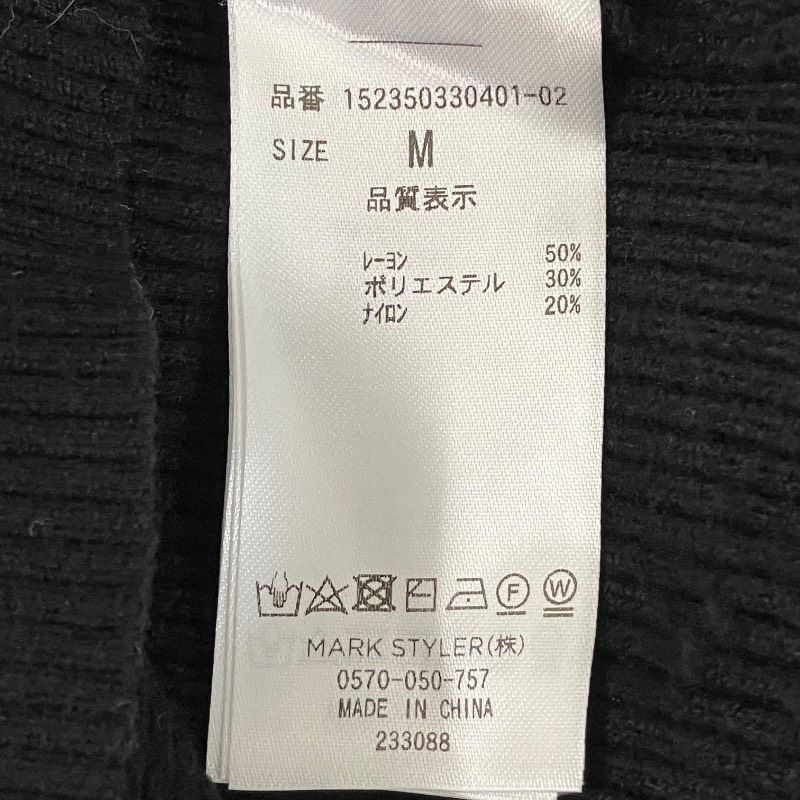 品番 152350330401-02
SIZE M
品質表示
レーヨン 50%
ポリエステル 30%
ナイロン 20%
F W
MARK STYLER(株)
0570-050-757
MADE IN CHINA
233088